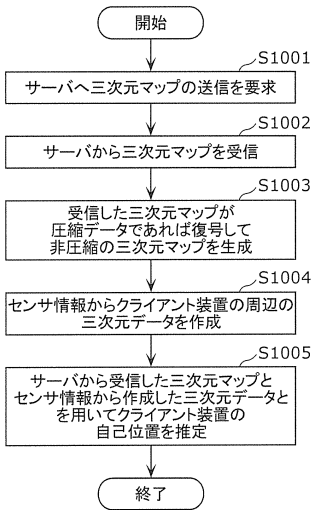 開始
S1001
サーバへ三次元マップの送信を要求
S1002
サーバから三次元マップを受信
S1003
受信した三次元マップが
圧縮データであれば復号して
非圧縮の三次元マップを生成
S1004
センサ情報からクライアント装置の周辺の
三次元データを作成
S1005
サーバから受信した三次元マップと
センサ情報から作成した三次元データと
を用いてクライアント装置の
自己位置を推定
終了